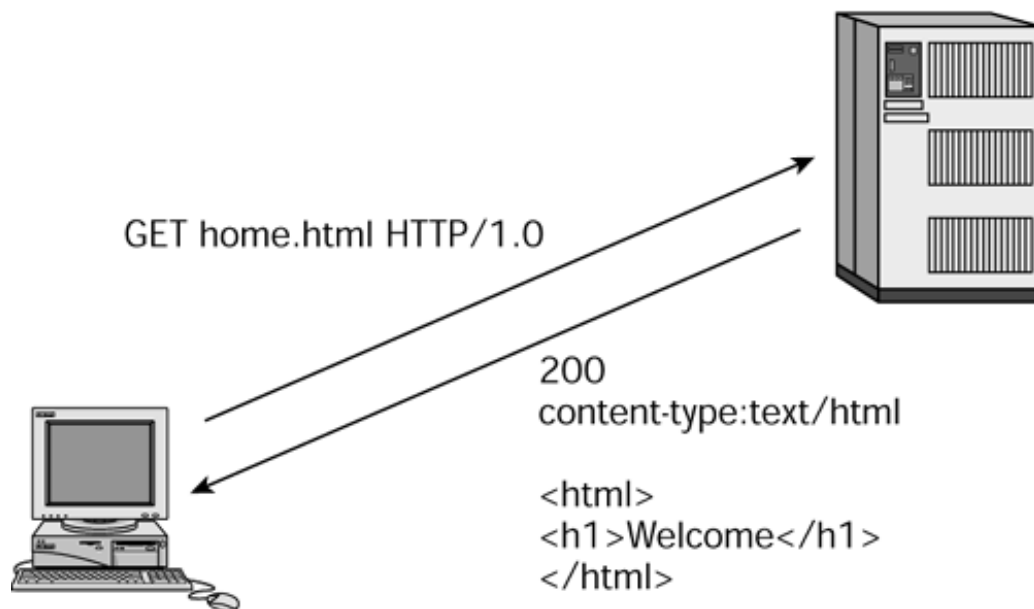 GET home.html HTTP/1.0
200
content-type:text/html
<html>
<h1>Welcome</h1>
</html>